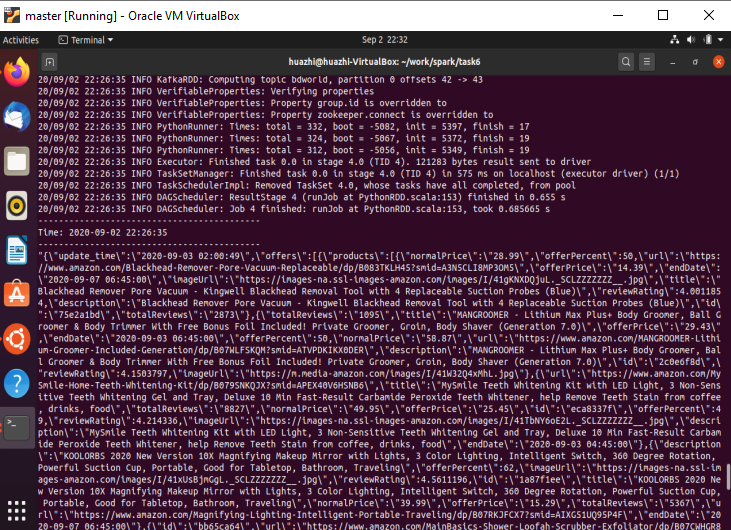 master [Running] - Oracle VM VirtualBox
Activities
Terminal
Sep 2 22:32
huazhi@huazhi-VirtualBox: ~/work/spark/task6
20/09/02 22:26:35 INFO KafkaRDD: Computing topic bdworld, partition 0 offsets 42 -> 43
20/09/02 22:26:35 INFO VerifiableProperties: Verifying properties
20/09/02 22:26:35 INFO VerifiableProperties: Property group.id is overridden to
20/09/02 22:26:35 INFO VerifiableProperties: Property zookeeper.connect is overridden to
20/09/02 22:26:35 INFO PythonRunner: Times: total = 332, boot = -5082, init = 5397, finish = 17
20/09/02 22:26:35 INFO PythonRunner: Times: total = 324, boot = -5067, init = 5372, finish = 19
20/09/02 22:26:35 INFO PythonRunner: Times: total = 312, boot = -5056, init = 5349, finish = 19
20/09/02 22:26:35 INFO Executor: Finished task 0.0 in stage 4.0 (TID 4). 121283 bytes result sent to driver
20/09/02 22:26:35 INFO TaskSetManager: Finished task 0.0 in stage 4.0 (TID 4) in 575 ms on localhost (executor driver) (1/1)
20/09/02 22:26:35 INFO TaskSchedulerImpl: Removed TaskSet 4.0, whose tasks have all completed, from pool
20/09/02 22:26:35 INFO DAGScheduler: ResultStage 4 (runJob at PythonRDD.scala:153) finished in 0.655 s
20/09/02 22:26:35 INFO DAGScheduler: Job 4 finished: runJob at PythonRDD.scala:153, took 0.685665 s
-------------------------------------------
Time: 2020-09-02 22:26:35
-------------------------------------------
"{\"update_time\":\"2020-09-03 02:00:49\",\"offers\":[{\"products\":[{\"normalPrice\":\"28.99\",\"offerPercent\":50,\"url\":\"https:
//www.amazon.com/Blackhead-Remover-Pore-Vacuum-Replaceable/dp/B083TKLH45?smid=A3N5CLI8MP3OM5\",\"offerPrice\":\"14.39\",\"endDate\":
\"2020-09-07 06:45:00\",\"imageUrl\":\"https://images-na.ssl-images-amazon.com/images/I/41gKNXDQjuL._SCLZZZZZZZ__.jpg\",\"title\":\"
Blackhead Remover Pore Vacuum - Kingwell Blackhead Removal Tool with 4 Replaceable Suction Probes (Blue)\",\"reviewRating\":4.001185
4,\"description\":\"Blackhead Remover Pore Vacuum - Kingwell Blackhead Removal Tool with 4 Replaceable Suction Probes (Blue)\",\"id\
":\"75e2a1bd\",\"totalReviews\":\"2873\"},{\"totalReviews\":\"1095\",\"title\":\"MANGROOMER - Lithium Max Plus+ Body Groomer, Ball G
roomer & Body Trimmer With Free Bonus Foil Included! Private Groomer, Groin, Body Shaver (Generation 7.0)\",\"offerPrice\":\"29.43\"
,\"endDate\":\"2020-09-03 06:45:00\",\"offerPercent\":50,\"normalPrice\":\"58.87\",\"url\":\"https://www.amazon.com/MANGROOMER-Lithi
um-Groomer-Included-Generation/dp/B07WLFSKQM?smid=ATVPDKIKX0DER\",\"description\":\"MANGROOMER - Lithium Max Plus+ Body Groomer, Bal
l Groomer & Body Trimmer With Free Bonus Foil Included! Private Groomer, Groin, Body Shaver (Generation 7.0)\",\"id\":\"2c0e6f8d\",\
"reviewRating\":4.1503797,\"imageUrl\":\"https://m.media-amazon.com/images/I/41W32Q4xMhL.jpg\"},{\"url\":\"https://www.amazon.com/My
Smile-Home-Teeth-Whitening-Kit/dp/B079SNKQJX?smid=APEX40V6HSNB6\",\"title\":\"MySmile Teeth Whitening Kit with LED Light, 3 Non-Sens
itive Teeth Whitening Gel and Tray, Deluxe 10 Min Fast-Result Carbamide Peroxide Teeth Whitener, help Remove Teeth Stain from coffee
, drinks, food\",\"totalReviews\":\"8827\",\"normalPrice\":\"49.95\",\"offerPrice\":\"25.45\",\"id\":\"eca8337f\",\"offerPercent\":4
9,\"reviewRating\":4.214336,\"imageUrl\":\"https://images-na.ssl-images-amazon.com/images/I/41TbNY6oE2L._SCLZZZZZZZ__.jpg\",\"descri
ption\":\"MySmile Teeth Whitening Kit with LED Light, 3 Non-Sensitive Teeth Whitening Gel and Tray, Deluxe 10 Min Fast-Result Carbam
ide Peroxide Teeth Whitener, help Remove Teeth Stain from coffee, drinks, food\",\"endDate\":\"2020-09-03 04:45:00\"},{\"description
\":\"KOOLORBS 2020 New Version 10X Magnifying Makeup Mirror with Lights, 3 Color Lighting, Intelligent Switch, 360 Degree Rotation,
Powerful Suction Cup, Portable, Good for Tabletop, Bathroom, Traveling\",\"offerPercent\":62,\"imageUrl\":\"https://images-na.ssl-im
ages-amazon.com/images/I/41xUsBjmGgL._SCLZZZZZZZ__.jpg\",\"reviewRating\":4.5611196,\"id\":\"1a87f1ee\",\"title\":\"KOOLORBS 2020 Ne
w Version 10X Magnifying Makeup Mirror with Lights, 3 Color Lighting, Intelligent Switch, 360 Degree Rotation, Powerful Suction Cup,
Portable, Good for Tabletop, Bathroom, Traveling\",\"normalPrice\":\"39.99\",\"offerPrice\":\"15.29\",\"totalReviews\":\"5367\",\"u
rl\":\"https://www.amazon.com/Magnifying-Lighting-Intelligent-Portable-Traveling/dp/B07RKJFCX7?smid=AIXG51UQ9SP4F\",\"endDate\":\"20
20-09-07 06:45:00\"},{\"id\":\"bb65ca64\",\"url\":\"https://www.amazon.com/MainBasics-Shower-Loofah-Scrubber-Exfoliator/dp/B07CWHGR8